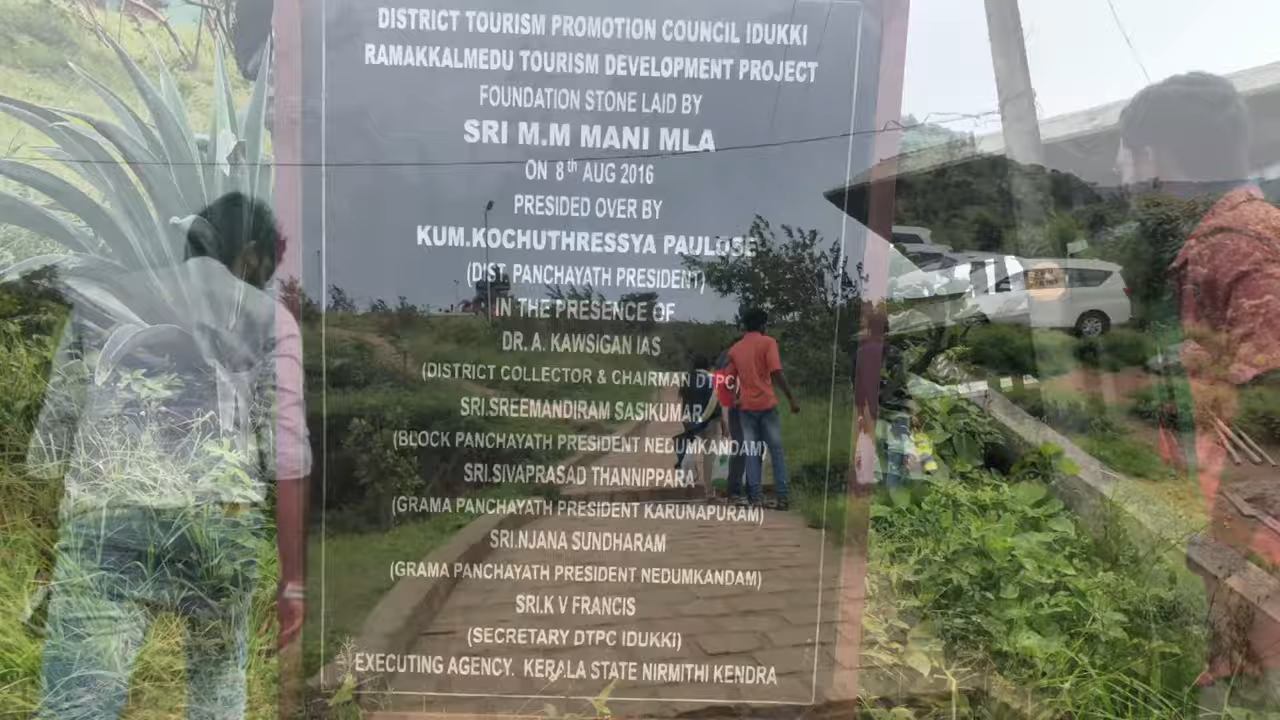 DISTRICT TOURISM PROMOTION COUNCIL IDUKKI
RAMAKKALMEDU TOURISM DEVELOPMENT PROJECT
FOUNDATION STONE LAID BY
SRI M.M MANI MLA
ON 8th AUG 2016
PRESIDED OVER BY
KUM.KOCHUTHRESSYA PAULOSE
(DIST. PANCHAYATH PRESIDENT)
IN THE PRESENCE OF
DR. A. KAWSIGAN IAS
(DISTRICT COLLECTOR & CHAIRMAN DTPC)
SRI.SREEMANDIRAM SASIKUMAR
(BLOCK PANCHAYATH PRESIDENT NEDUMKANDAM)
SRI.SIVAPRASAD THANNIPPARA
(GRAMA PANCHAYATH PRESIDENT KARUNAPURAM)
SRI.NJANA SUNDHARAM
(GRAMA PANCHAYATH PRESIDENT NEDUMKANDAM)
SRI.K V FRANCIS
(SECRETARY DTPC IDUKKI)
EXECUTING AGENCY. KERALA STATE NIRMITHI KENDRA